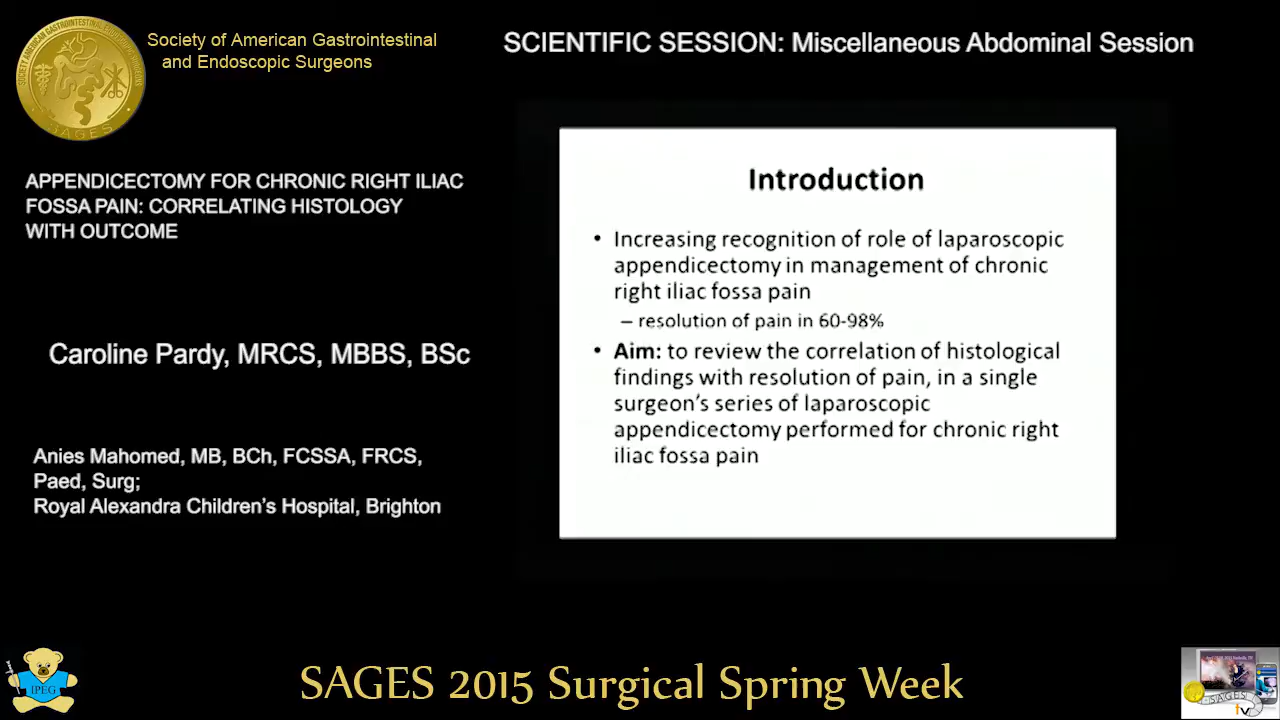 Society of American Gastrointestinal
and Endoscopic Surgeons
SCIENTIFIC SESSION: Miscellaneous Abdominal Session
APPENDICECTOMY FOR CHRONIC RIGHT ILIAC
FOSSA PAIN: CORRELATING HISTOLOGY
WITH OUTCOME
Caroline Pardy, MRCS, MBBS, BSc
Anies Mahomed, MB, BCh, FCSSA, FRCS,
Paed, Surg;
Royal Alexandra Children's Hospital, Brighton
Introduction
• Increasing recognition of role of laparoscopic
appendicectomy in management of chronic
right iliac fossa pain
– resolution of pain in 60-98%
• Aim: to review the correlation of histological
findings with resolution of pain, in a single
surgeon's series of laparoscopic
appendicectomy performed for chronic right
iliac fossa pain
SAGES
IPEG
SAGES 2015 Surgical Spring Week
SAGES
tv